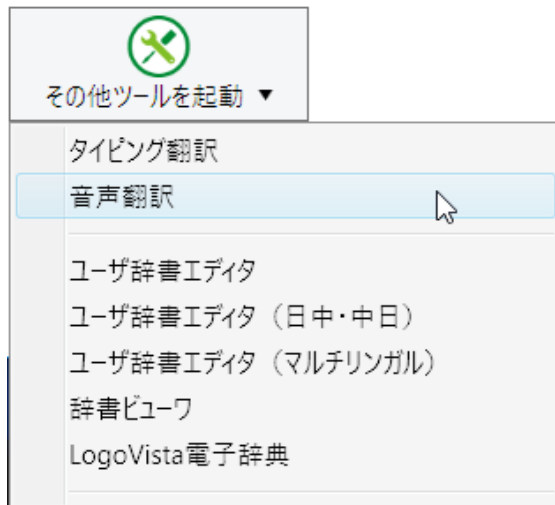 その他ツールを起動 ▼
タイピング翻訳
音声翻訳
ユーザ辞書エディタ
ユーザ辞書エディタ（日中・中日）
ユーザ辞書エディタ（マルチリンガル）
辞書ビューワ
LogoVista電子辞典